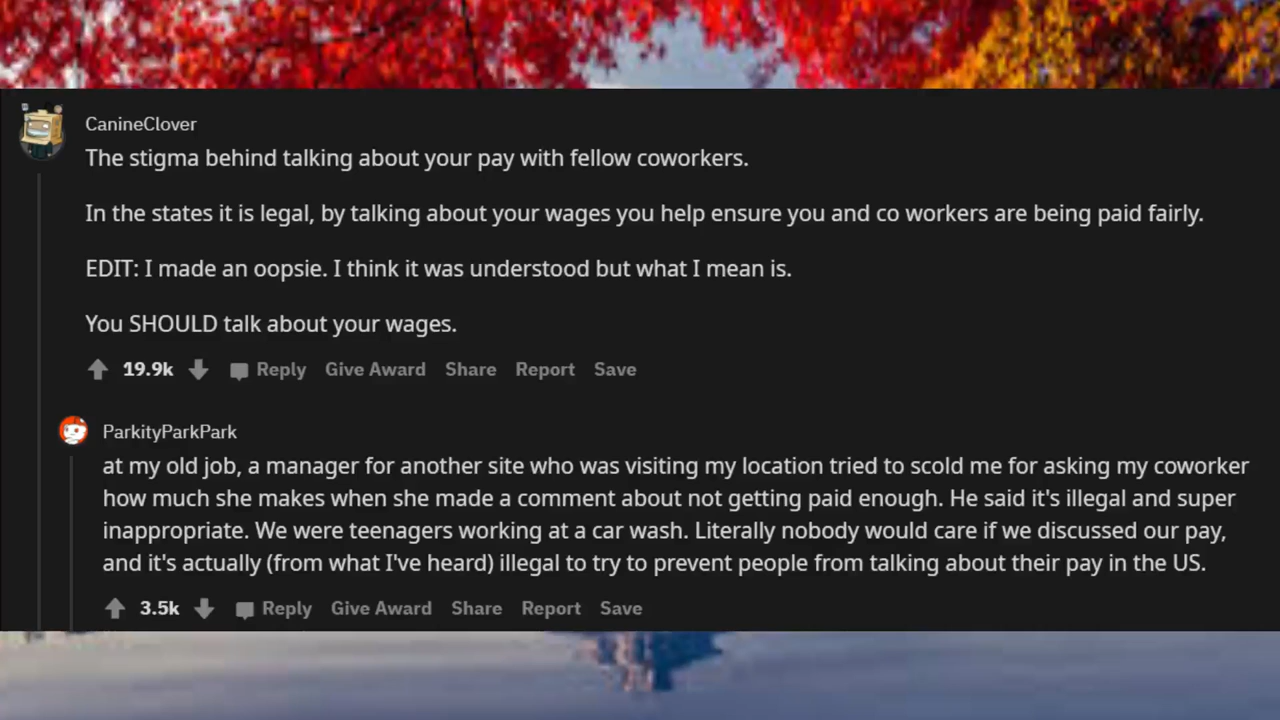 CanineClover
The stigma behind talking about your pay with fellow coworkers.
In the states it is legal, by talking about your wages you help ensure you and co workers are being paid fairly.
EDIT: I made an oopsie. I think it was understood but what I mean is.
You SHOULD talk about your wages.
19.9k Reply Give Award Share Report Save
ParkityParkPark
at my old job, a manager for another site who was visiting my location tried to scold me for asking my coworker
how much she makes when she made a comment about not getting paid enough. He said it's illegal and super
inappropriate. We were teenagers working at a car wash. Literally nobody would care if we discussed our pay,
and it's actually (from what I've heard) illegal to try to prevent people from talking about their pay in the US.
3.5k Reply Give Award Share Report Save